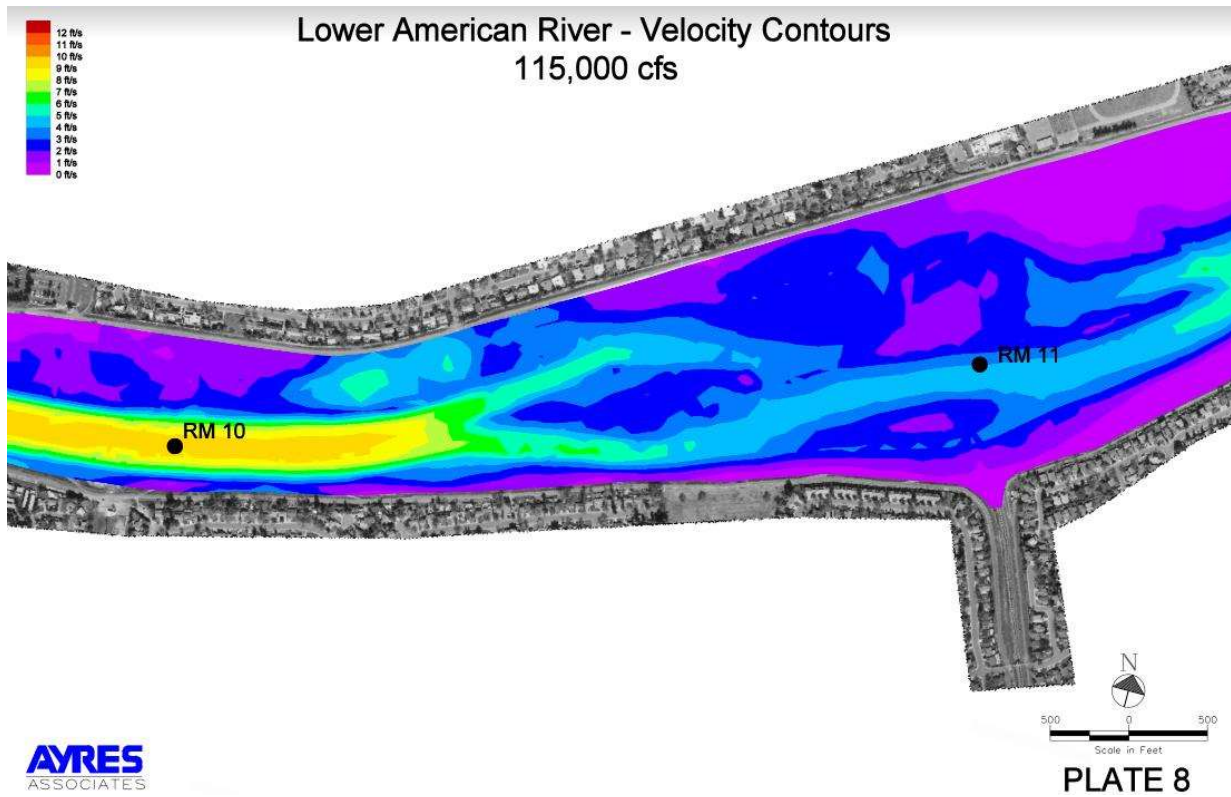 Lower American River - Velocity Contours
115,000 cfs
12 ft/s
11 ft/s
10 ft/s
9 ft/s
8 ft/s
7 ft/s
6 ft/s
5 ft/s
4 ft/s
3 ft/s
2 ft/s
1 ft/s
0 ft/s
RM 11
RM 10
N
500 0 500
Scale in Feet
PLATE 8
AYRES
ASSOCIATES